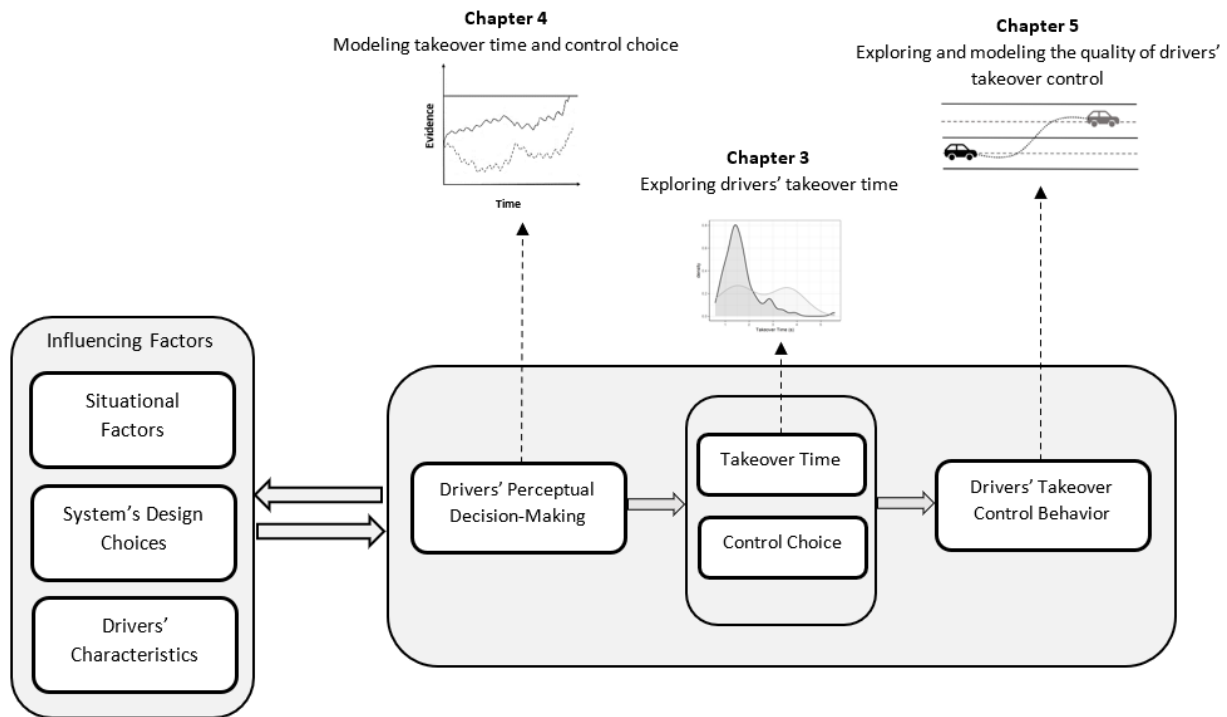 Chapter 4
Modeling takeover time and control choice
Evidence
Time
Chapter 5
Exploring and modeling the quality of drivers'
takeover control
Chapter 3
Exploring drivers' takeover time
density
Takeover Time (s)
Influencing Factors
Situational
Factors
System's Design
Choices
Drivers'
Characteristics
Drivers' Perceptual
Decision-Making
Takeover Time
Control Choice
Drivers' Takeover
Control Behavior